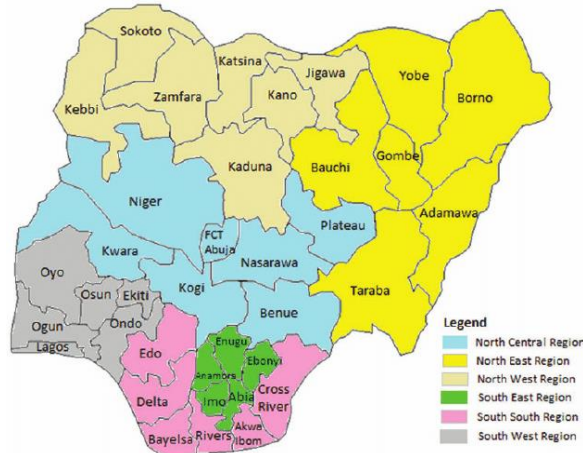 Sokoto
Katsina
Jigawa
Yobe
Borno
Kebbi
Zamfara
Kano
Kaduna
Bauchi
Gombe
Adamawa
Niger
FCT
Abuja
Plateau
Kwara
Nasarawa
Taraba
Oyo
Osun
Ekiti
Kogi
Benue
Ogun
Ondo
Lagos
Edo
Enugu
Ebonyi
Anambra
Imo
Abia
Cross
River
Delta
Bayelsa
Rivers
Akwa
Ibom
Legend
North Central Region
North East Region
North West Region
South East Region
South South Region
South West Region